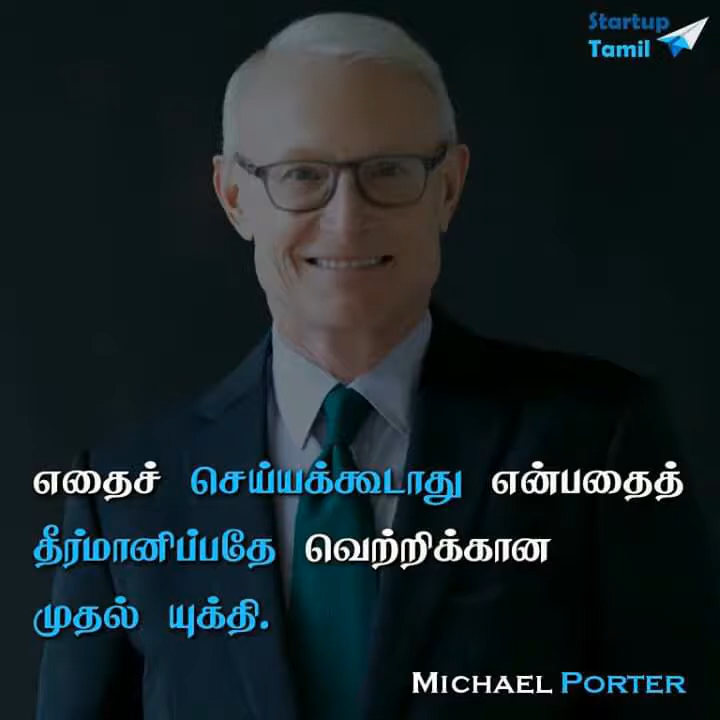 Startup
Tamil
எதைச் செய்யக்கூடாது என்பதைத்
தீர்மானிப்பதே வெற்றிக்கான
முதல் யுக்தி.
MICHAEL PORTER